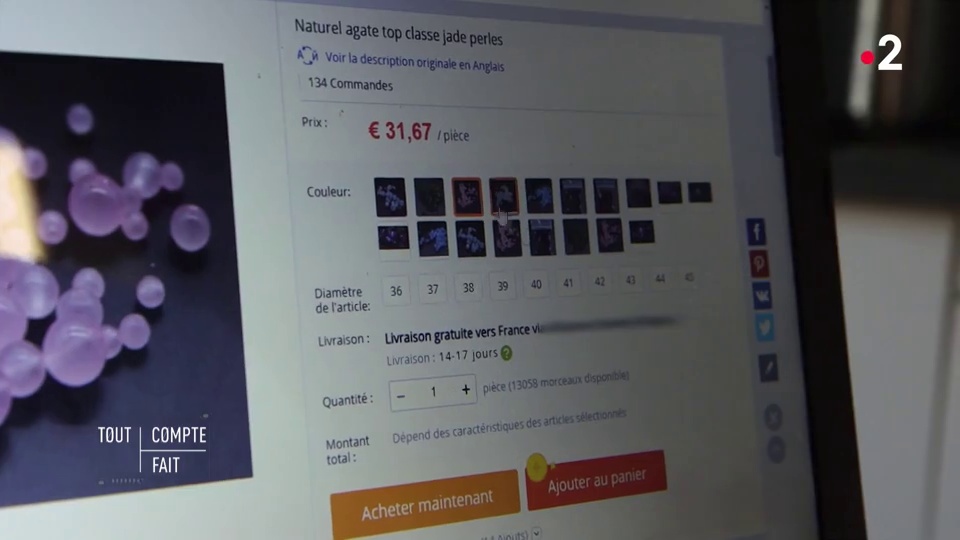 Naturel agate top classe jade perles
Voir la description originale en Anglais
134 Commandes
2
Prix :
€ 31,67 / pièce
Couleur:
Diamètre de l'article:
36 37 38 39 40 41 42 43 44 45
Livraison :
Livraison gratuite vers France
Livraison : 14-17 jours ?
Quantité :
− 1 + pièce (13058 morceaux disponible)
Montant total :
Dépend des caractéristiques des articles sélectionnés
Acheter maintenant
Ajouter au panier
TOUT COMPTE
FAIT